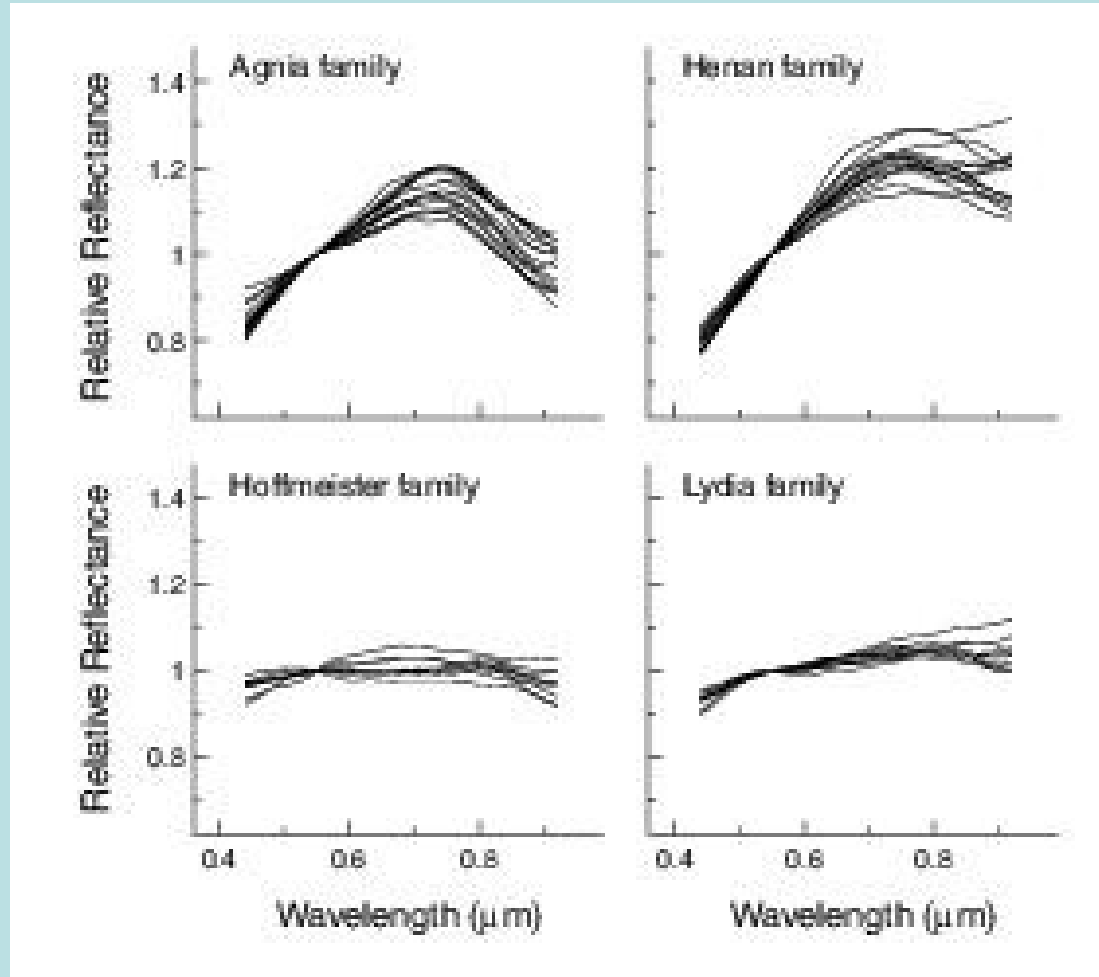 Agnia family
Henan family
Relative Reflectance
1.4
1.2
1
0.8
Hoffmeister family
Lydia family
Relative Reflectance
1.4
1.2
1
0.8
0.4 0.6 0.8
0.4 0.6 0.8
Wavelength (μm)
Wavelength (μm)